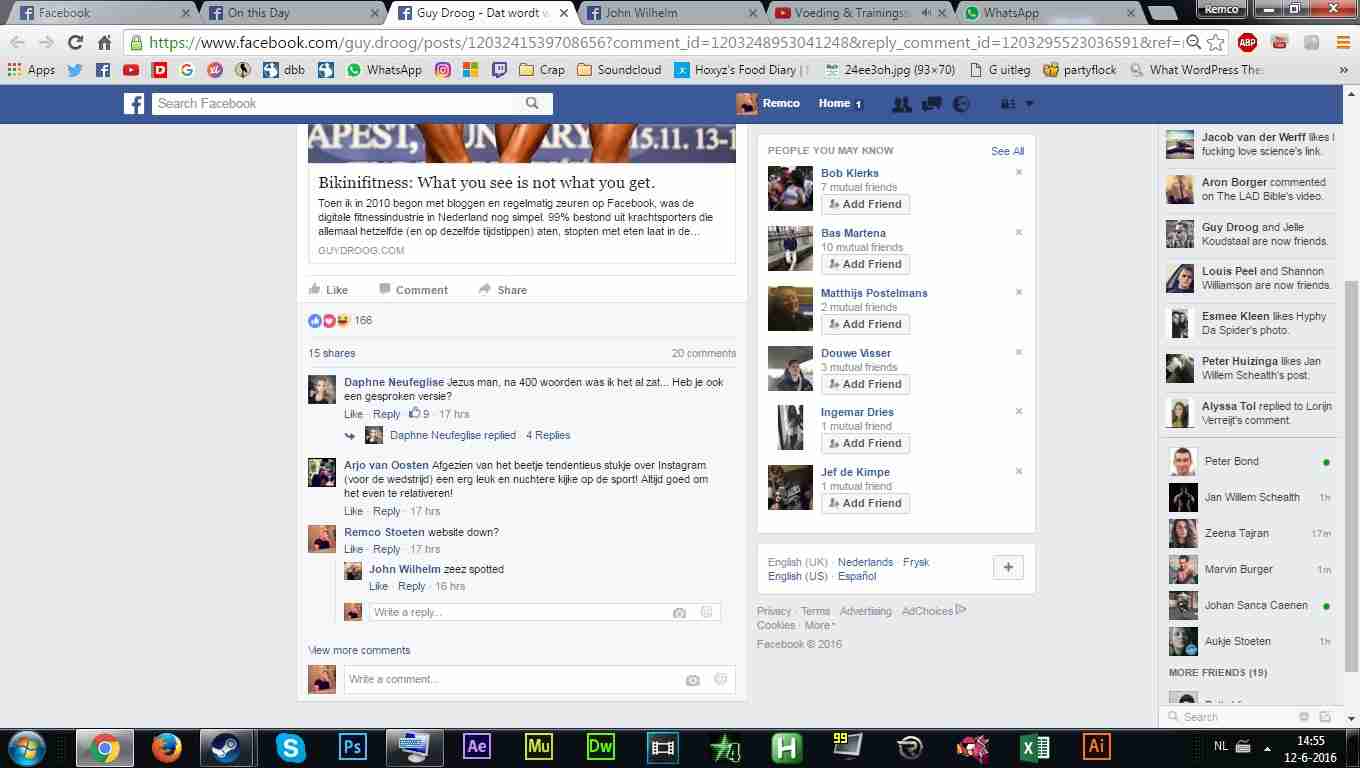 Facebook
On this Day
Guy Droog - Dat wordt w
John Wilhelm
Voeding & Trainings
WhatsApp
Remco
https://www.facebook.com/guy.droog/posts/1203241539708656?comment_id=1203248953041248&reply_comment_id=1203295523036591&ref=
ABP
Apps
dbb
WhatsApp
Crap
Soundcloud
Hoxyz's Food Diary |
24ee3oh.jpg (93×70)
G uitleg
partyflock
What WordPress The
»
Search Facebook
Remco
Home 1
APEST, 15.11. 13-1
Bikinifitness: What you see is not what you get.
Toen ik in 2010 begon met bloggen en regelmatig zeuren op Facebook, was de
digitale fitnessindustrie in Nederland nog simpel. 99% bestond uit krachtsporters die
allemaal hetzelfde (en op dezelfde tijdstippen) aten, stopten met eten laat in de...
GUYDROOG.COM
Like Comment Share
166
15 shares 20 comments
Daphne Neufeglise Jezus man, na 400 woorden was ik het al zat... Heb je ook
een gesproken versie?
Like · Reply · 9 · 17 hrs
Daphne Neufeglise replied · 4 Replies
Arjo van Oosten Afgezien van het beetje tendentieus stukje over Instagram
(voor de wedstrijd) een erg leuk en nuchtere kijke op de sport! Altijd goed om
het even te relativeren!
Like · Reply · 17 hrs
Remco Stoeten website down?
Like · Reply · 17 hrs
John Wilhelm zeez spotted
Like · Reply · 16 hrs
Write a reply...
View more comments
Write a comment...
PEOPLE YOU MAY KNOW See All
Bob Klerks
7 mutual friends
Add Friend
Bas Martena
10 mutual friends
Add Friend
Matthijs Postelmans
2 mutual friends
Add Friend
Douwe Visser
3 mutual friends
Add Friend
Ingemar Dries
1 mutual friend
Add Friend
Jef de Kimpe
1 mutual friend
Add Friend
English (UK) · Nederlands · Frysk
English (US) · Español
+
Privacy · Terms · Advertising · AdChoices
Cookies · More
Facebook © 2016
Jacob van der Werff likes I
fucking love science's link.
Aron Borger commented
on The LAD Bible's video.
Guy Droog and Jelle
Koudstaal are now friends.
Louis Peel and Shannon
Williamson are now friends.
Esmee Kleen likes Hyphy
Da Spider's photo.
Peter Huizinga likes Jan
Willem Schealth's post.
Alyssa Tol replied to Lorijn
Verreijt's comment.
Peter Bond
Jan Willem Schealth 1h
Zeena Tajran 17m
Marvin Burger 1m
Johan Sanca Caenen
Aukje Stoeten 1h
MORE FRIENDS (19)
Search
Ps
Ae
Mu
Dw
H
99
Ai
NL
14:55
12-6-2016